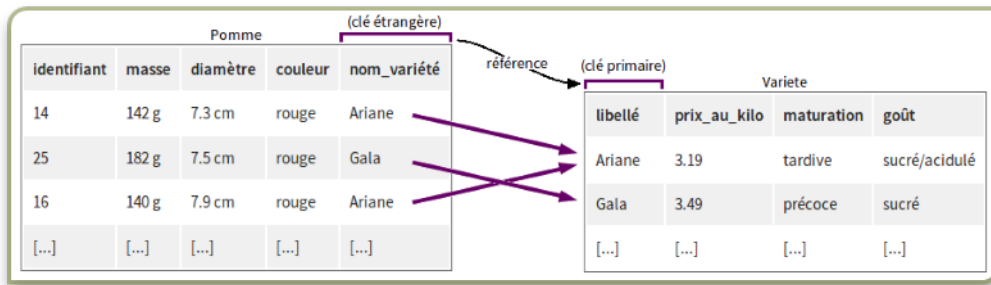 (clé étrangère)
Pomme
identifiant masse diamètre couleur nom_variété
14 142 g 7.3 cm rouge Ariane
25 182 g 7.5 cm rouge Gala
16 140 g 7.9 cm rouge Ariane
[...] [...] [...] [...] [...]
référence
(clé primaire)
Variete
libellé prix_au_kilo maturation goût
Ariane 3.19 tardive sucré/acidulé
Gala 3.49 précoce sucré
[...] [...] [...] [...]